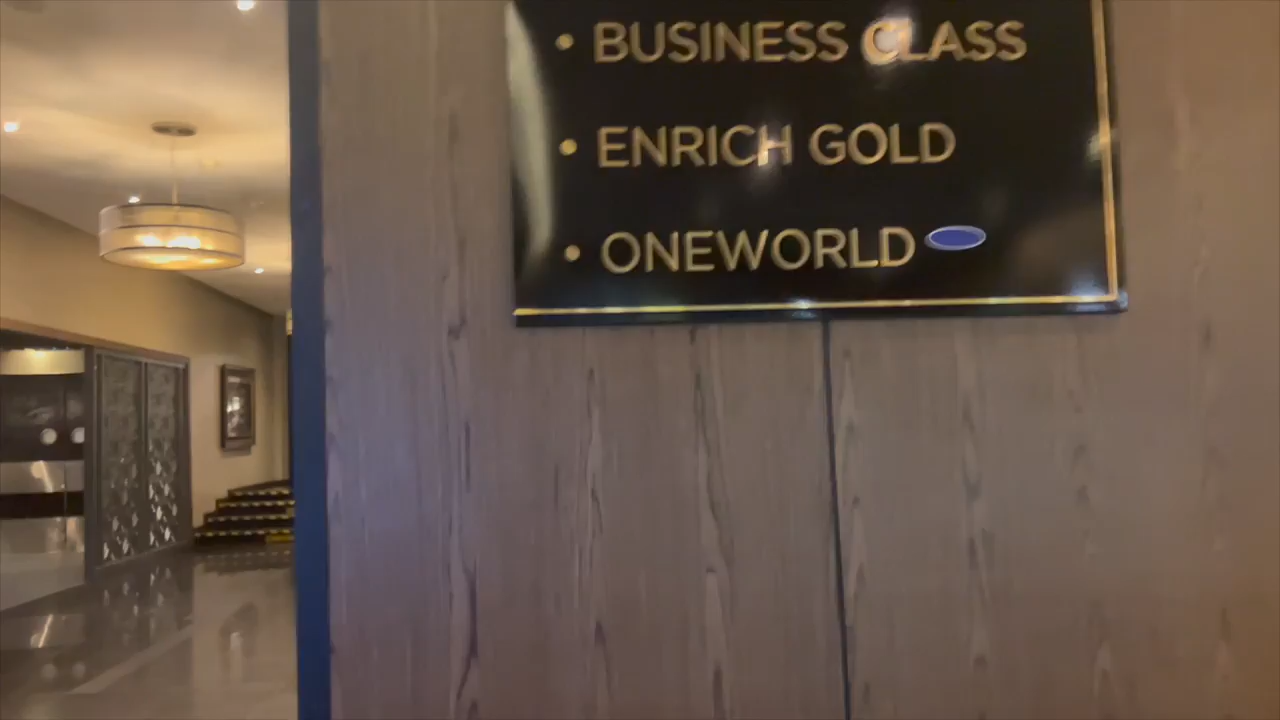 • BUSINESS CLASS
• ENRICH GOLD
• ONEWORLD